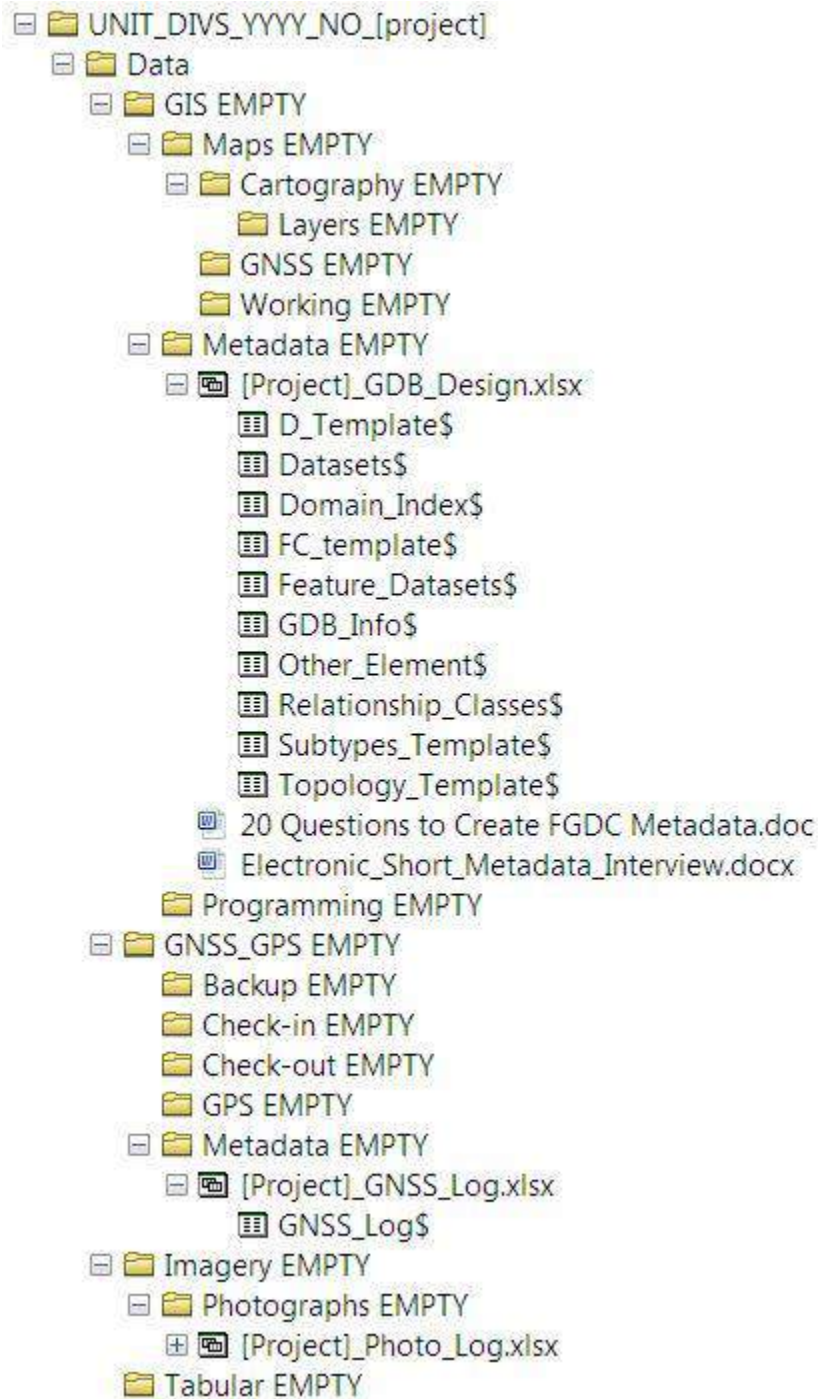 UNIT_DIVS_YYYY_NO_[project]
Data
GIS EMPTY
Maps EMPTY
Cartography EMPTY
Layers EMPTY
GNSS EMPTY
Working EMPTY
Metadata EMPTY
[Project]_GDB_Design.xlsx
D_Template$
Datasets$
Domain_Index$
FC_template$
Feature_Datasets$
GDB_Info$
Other_Element$
Relationship_Classes$
Subtypes_Template$
Topology_Template$
20 Questions to Create FGDC Metadata.doc
Electronic_Short_Metadata_Interview.docx
Programming EMPTY
GNSS_GPS EMPTY
Backup EMPTY
Check-in EMPTY
Check-out EMPTY
GPS EMPTY
Metadata EMPTY
[Project]_GNSS_Log.xlsx
GNSS_Log$
Imagery EMPTY
Photographs EMPTY
[Project]_Photo_Log.xlsx
Tabular EMPTY